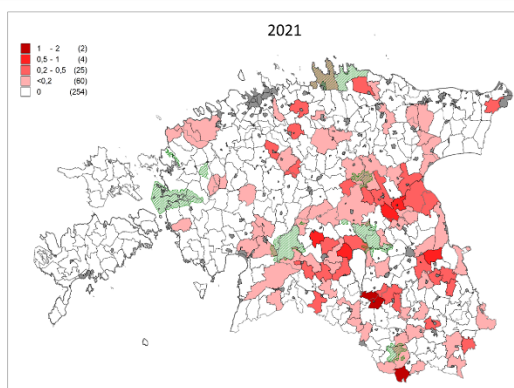 2021
1 - 2 (2)
0,5 - 1 (4)
0,2 - 0,5 (25)
<0,2 (60)
0 (254)